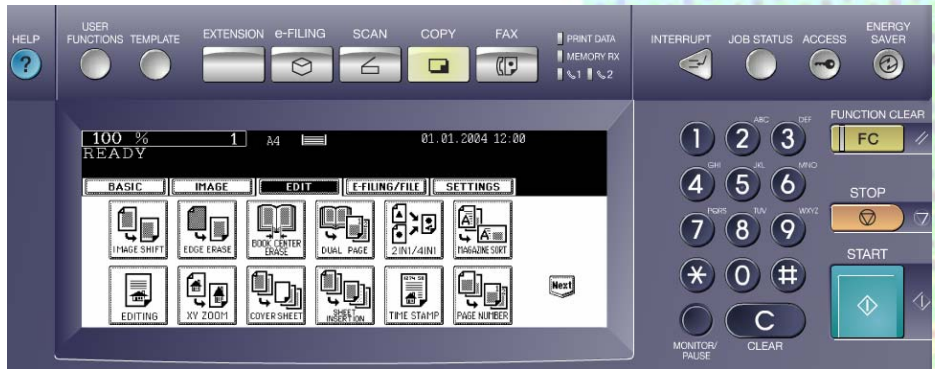 HELP
USER
FUNCTIONS TEMPLATE
EXTENSION e-FILING SCAN COPY FAX
PRINT DATA
MEMORY RX
1 2
INTERRUPT JOB STATUS ACCESS
ENERGY
SAVER
?
100 % 1 A4 01.01.2004 12:00
READY
BASIC IMAGE EDIT E-FILING/FILE SETTINGS
IMAGE SHIFT EDGE ERASE BOOK CENTER
ERASE DUAL PAGE 2IN1/4IN1 MAGAZINE SORT
Next
EDITING XY ZOOM COVER SHEET SHEET
INSERTION TIME STAMP PAGE NUMBER
FUNCTION CLEAR
FC
STOP
START
ABC DEF
1 2 3
GHI JKL MNO
4 5 6
PQRS TUV WXYZ
7 8 9
* 0 #
C
MONITOR/
PAUSE
CLEAR